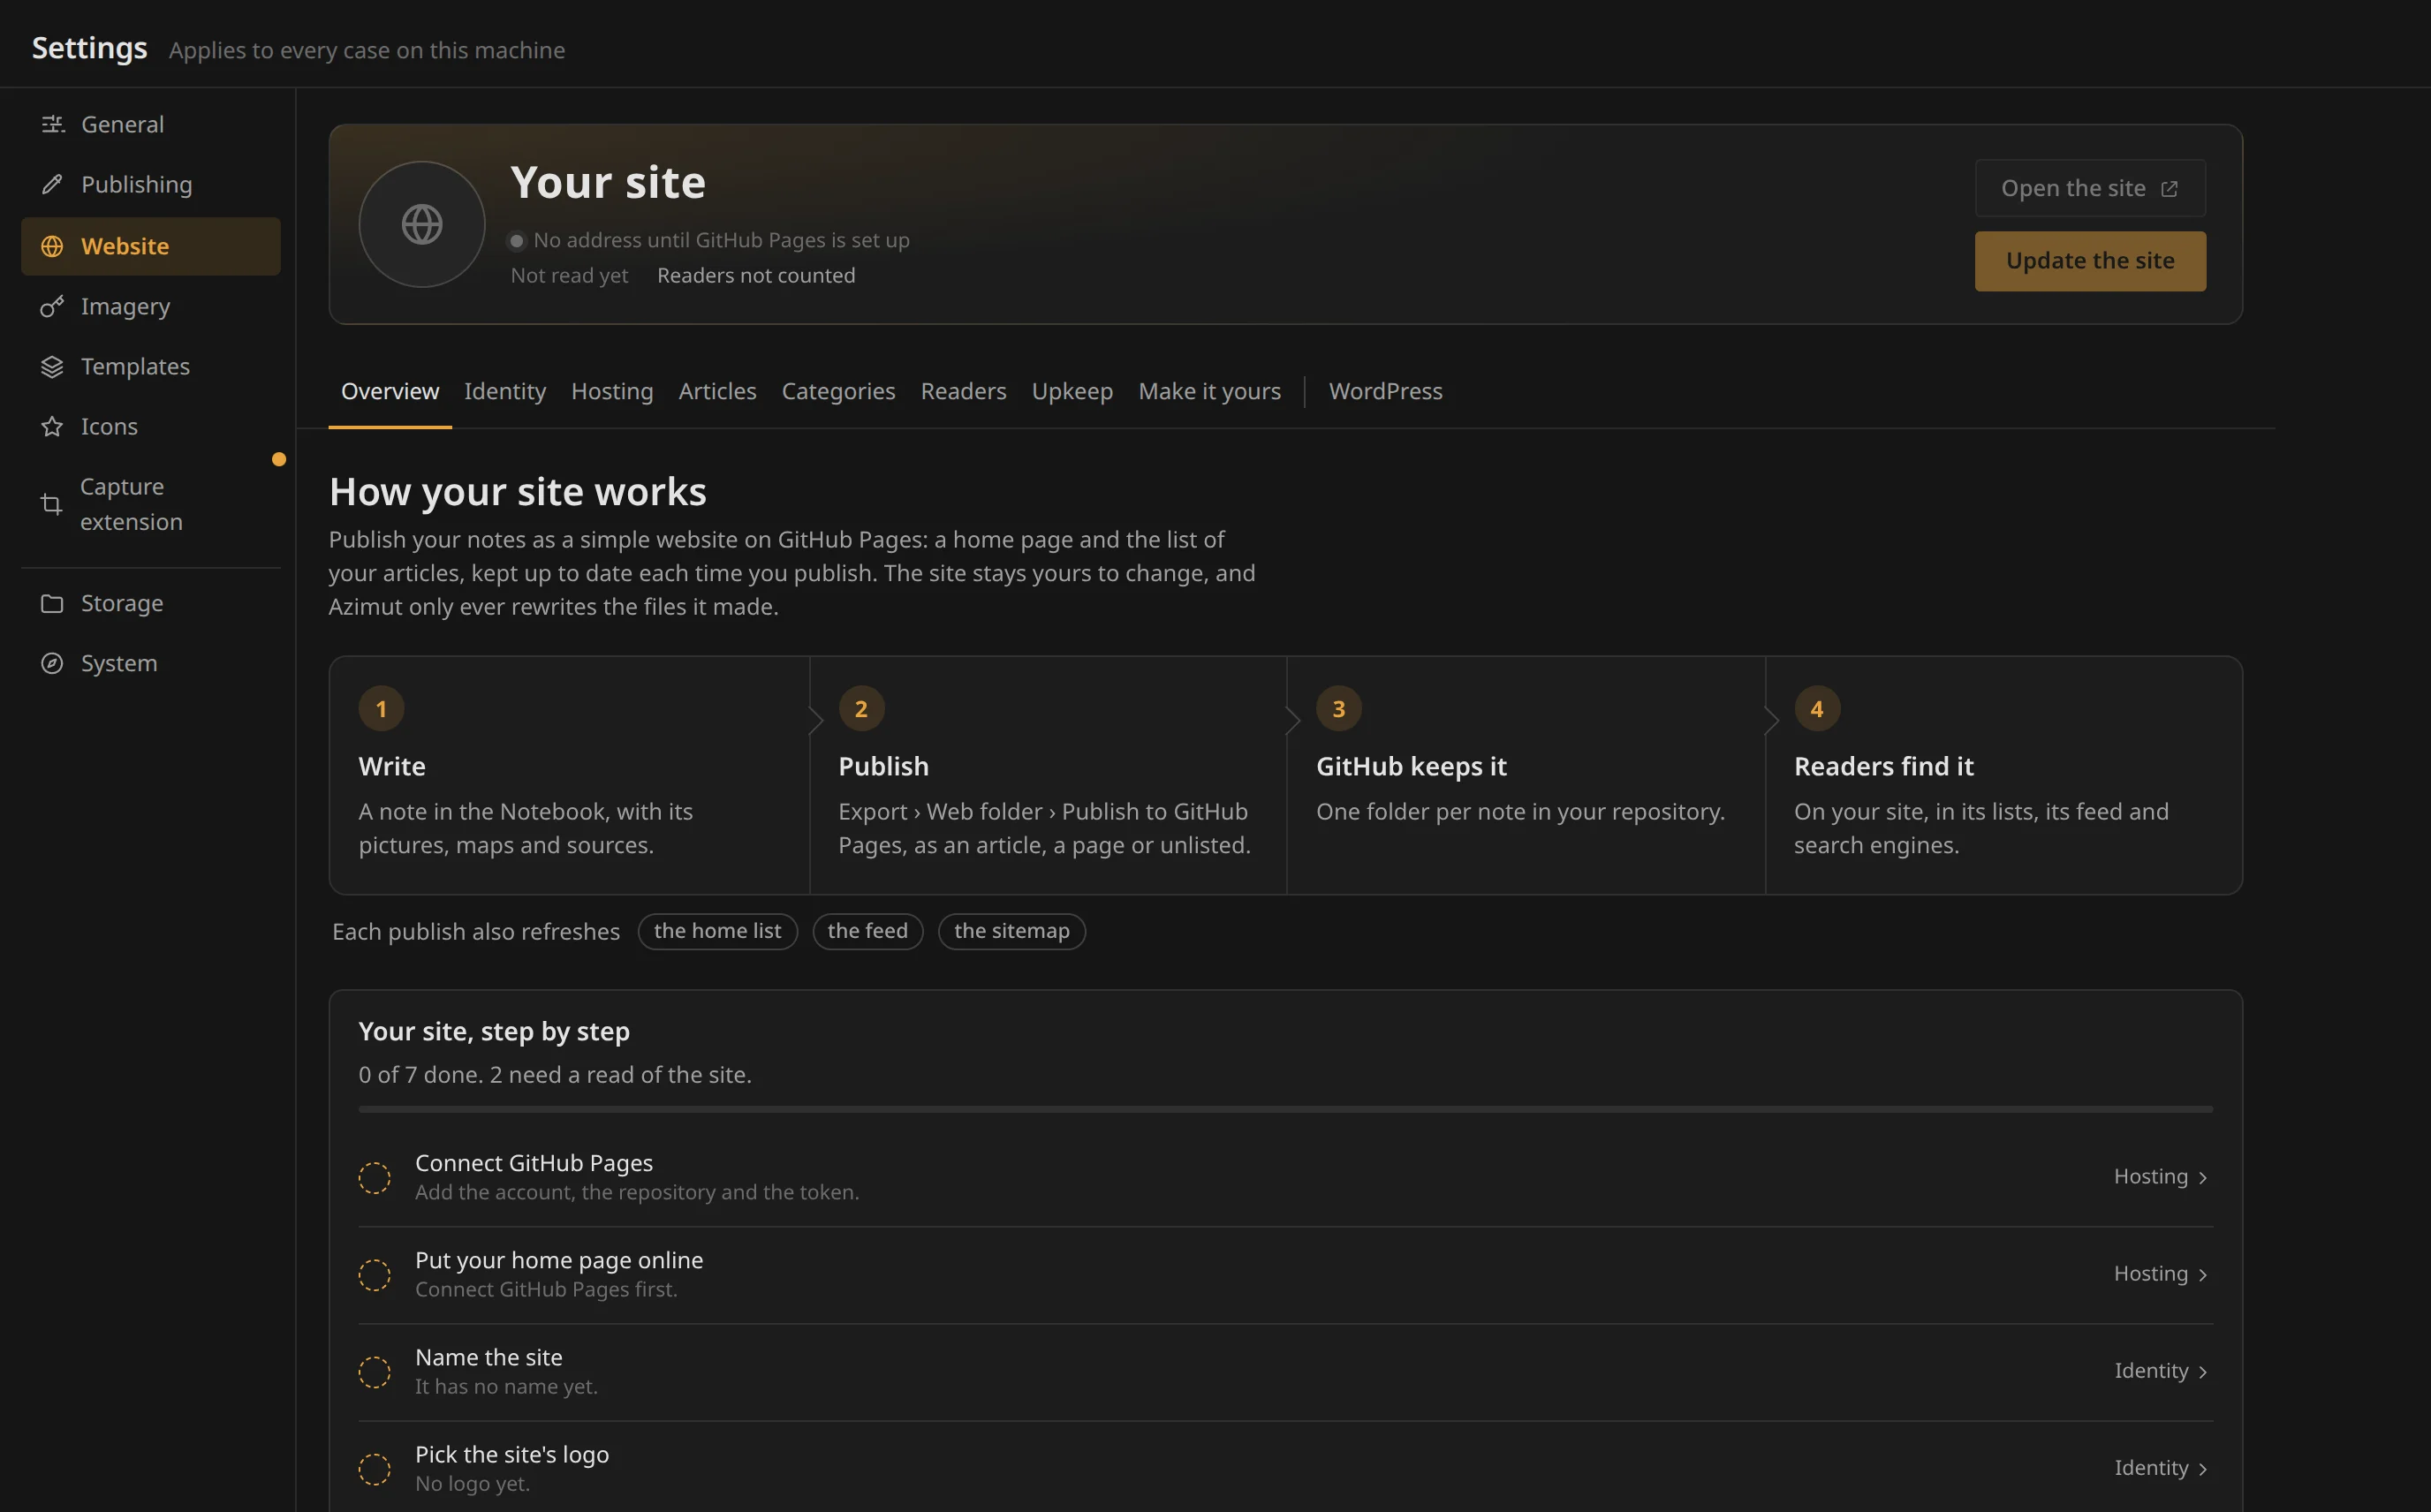 Settings Applies to every case on this machine
General
Publishing
Website
Imagery
Templates
Icons
Capture
extension
Storage
System
Your site
No address until GitHub Pages is set up
Not read yet Readers not counted
Open the site
Update the site
Overview Identity Hosting Articles Categories Readers Upkeep Make it yours WordPress
How your site works
Publish your notes as a simple website on GitHub Pages: a home page and the list of
your articles, kept up to date each time you publish. The site stays yours to change, and
Azimut only ever rewrites the files it made.
1
Write
A note in the Notebook, with its
pictures, maps and sources.
2
Publish
Export › Web folder › Publish to GitHub
Pages, as an article, a page or unlisted.
3
GitHub keeps it
One folder per note in your repository.
4
Readers find it
On your site, in its lists, its feed and
search engines.
Each publish also refreshes the home list the feed the sitemap
Your site, step by step
0 of 7 done. 2 need a read of the site.
Connect GitHub Pages
Add the account, the repository and the token.
Hosting
Put your home page online
Connect GitHub Pages first.
Hosting
Name the site
It has no name yet.
Identity
Pick the site's logo
No logo yet.
Identity